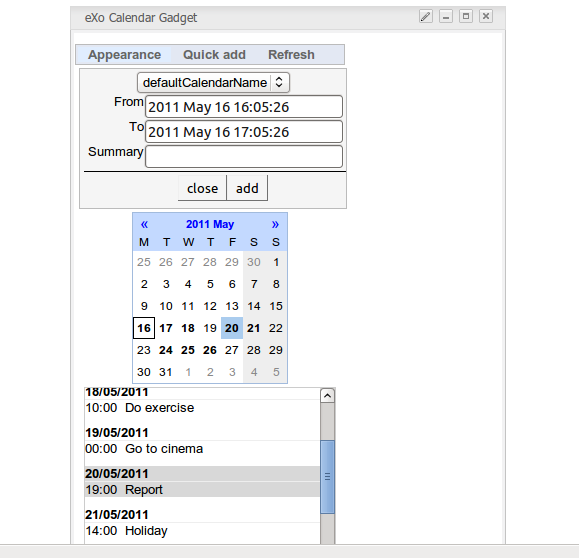 eXo Calendar Gadget
Appearance Quick add Refresh
defaultCalendarName
From 2011 May 16 16:05:26
To 2011 May 16 17:05:26
Summary
close add
« 2011 May »
M T W T F S S
25 26 27 28 29 30 1
2 3 4 5 6 7 8
9 10 11 12 13 14 15
16 17 18 19 20 21 22
23 24 25 26 27 28 29
30 31 1 2 3 4 5
18/05/2011
10:00 Do exercise
19/05/2011
00:00 Go to cinema
20/05/2011
19:00 Report
21/05/2011
14:00 Holiday